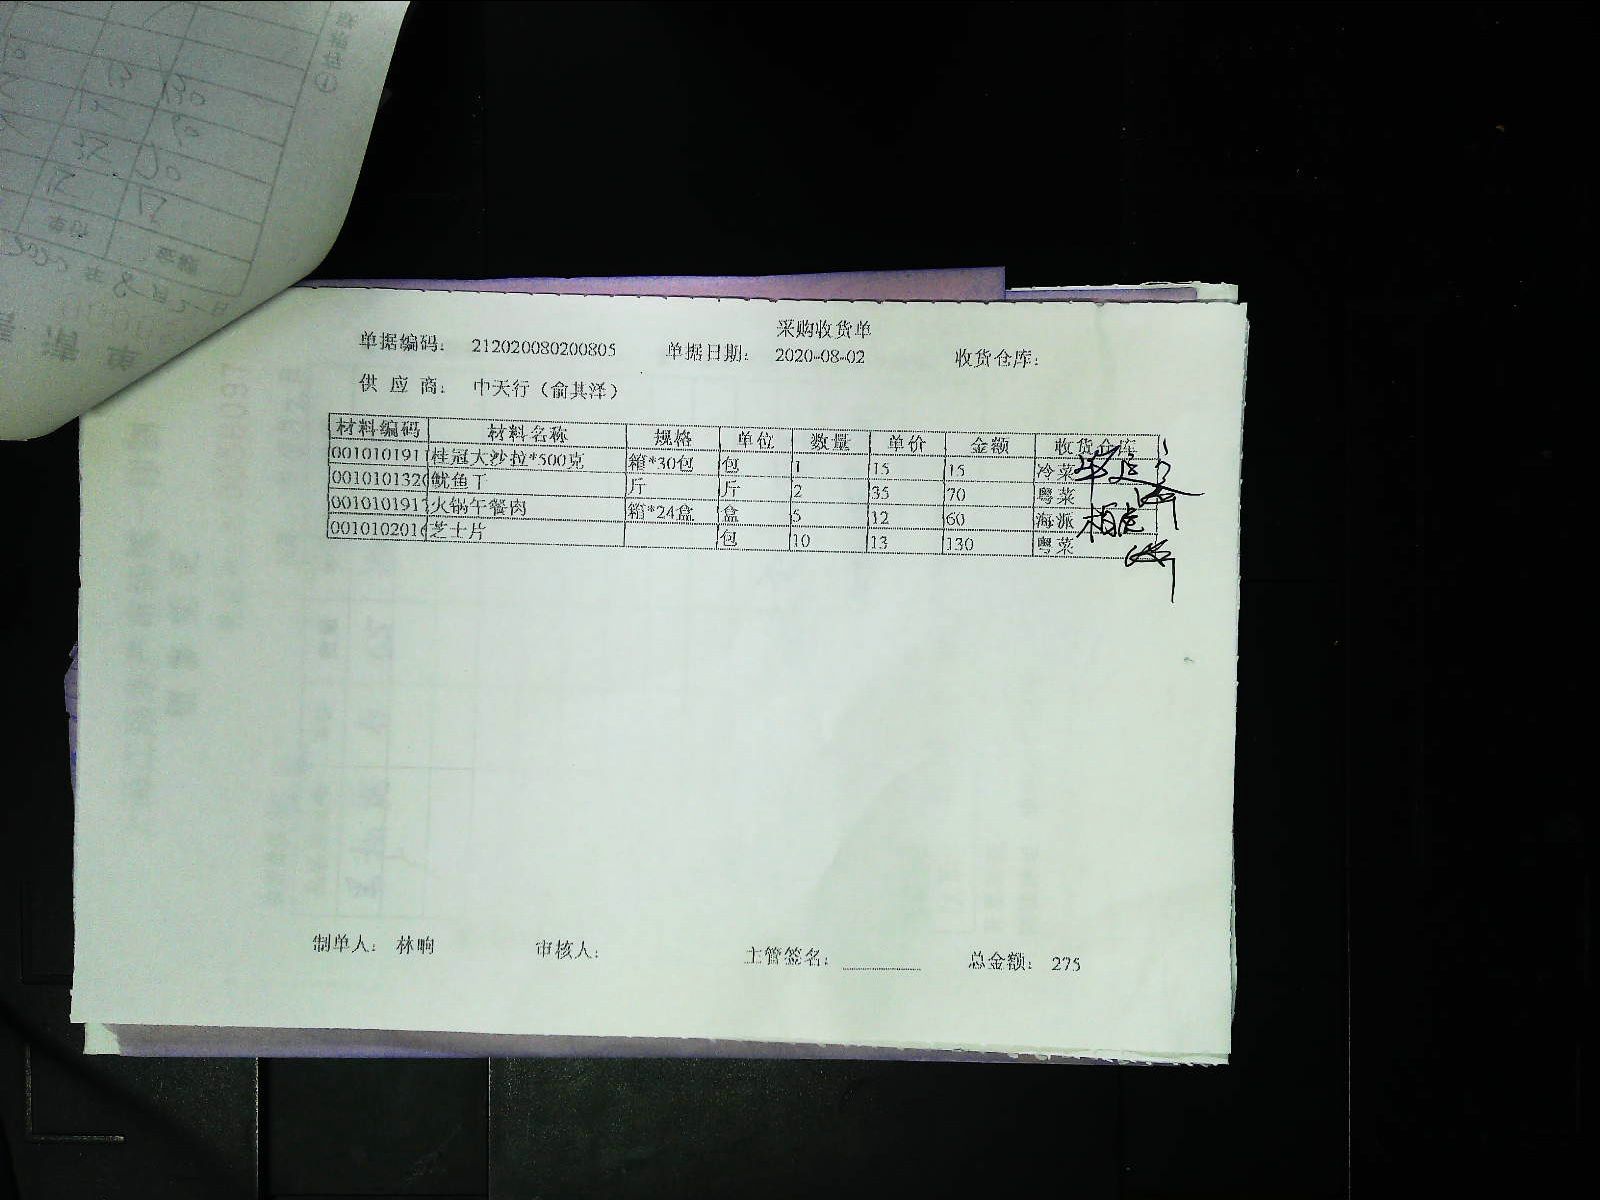 采购收货单
单据编码： 212020080200805 单据日期： 2020-08-02 收货仓库：
供 应 商： 中天行（俞其泽）
材料编码 材料名称 规格 单位 数量 单价 金额 收货仓库
0010101911 桂冠大沙拉*500克 箱*30包 包 1 15 15 冷菜
001010132 鱿鱼丁 斤 斤 2 35 70 粤菜
001010191 火锅午餐肉 箱*24盒 盒 5 12 60 海派
001010201 芝士片 包 10 13 130 粤菜
制单人： 林晌 审核人： 主管签名： 总金额： 275